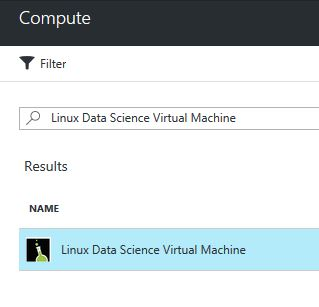 Compute
Filter
Linux Data Science Virtual Machine
Results
NAME
Linux Data Science Virtual Machine